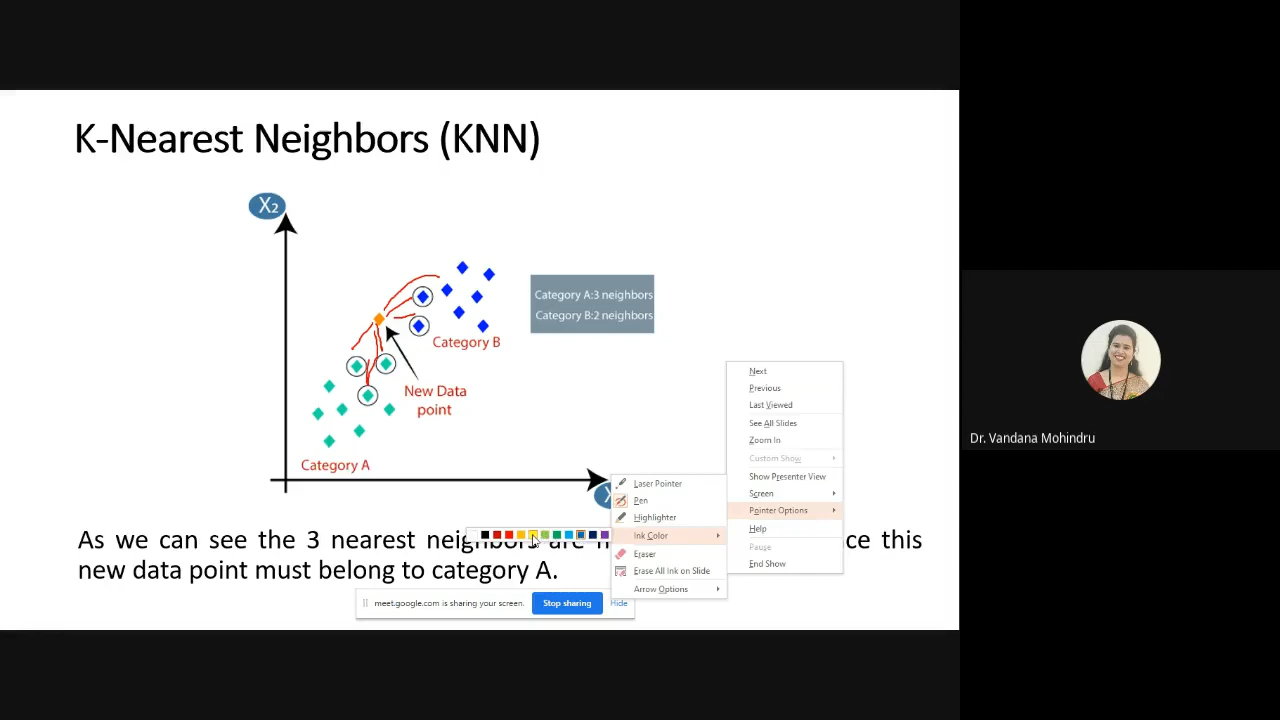 K-Nearest Neighbors (KNN)
X₂
Category A:3 neighbors
Category B:2 neighbors
Category B
New Data
point
Category A
Next
Previous
Last Viewed
See All Slides
Zoom In
Custom Show
Show Presenter View
Screen
Pointer Options
Help
Pause
End Show
Laser Pointer
Pen
Highlighter
Ink Color
Eraser
Erase All Ink on Slide
Arrow Options
Dr. Vandana Mohindru
As we can see the 3 nearest neighbors are this
new data point must belong to category A.
meet.google.com is sharing your screen. Stop sharing Hide